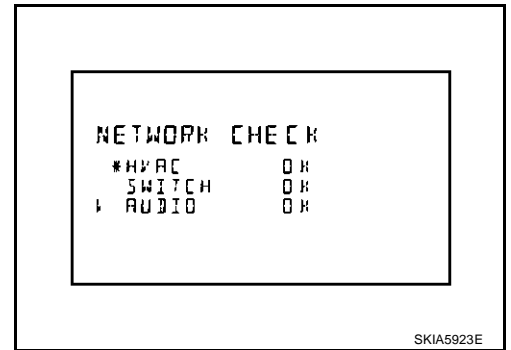 NETWORK CHECK
*HVAC OK
SWITCH OK
AUDIO OK
SKIA5923E